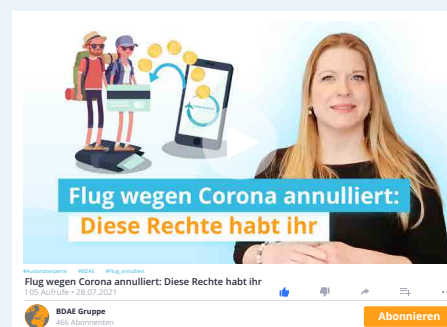 Flug wegen Corona annulliert:
Diese Rechte habt ihr
#Auslandsexperte #BDAE #Flug_annulliert
Flug wegen Corona annulliert: Diese Rechte habt ihr
105 Aufrufe • 28.07.2021
BDAE Gruppe
466 Abonnenten
Abonnieren